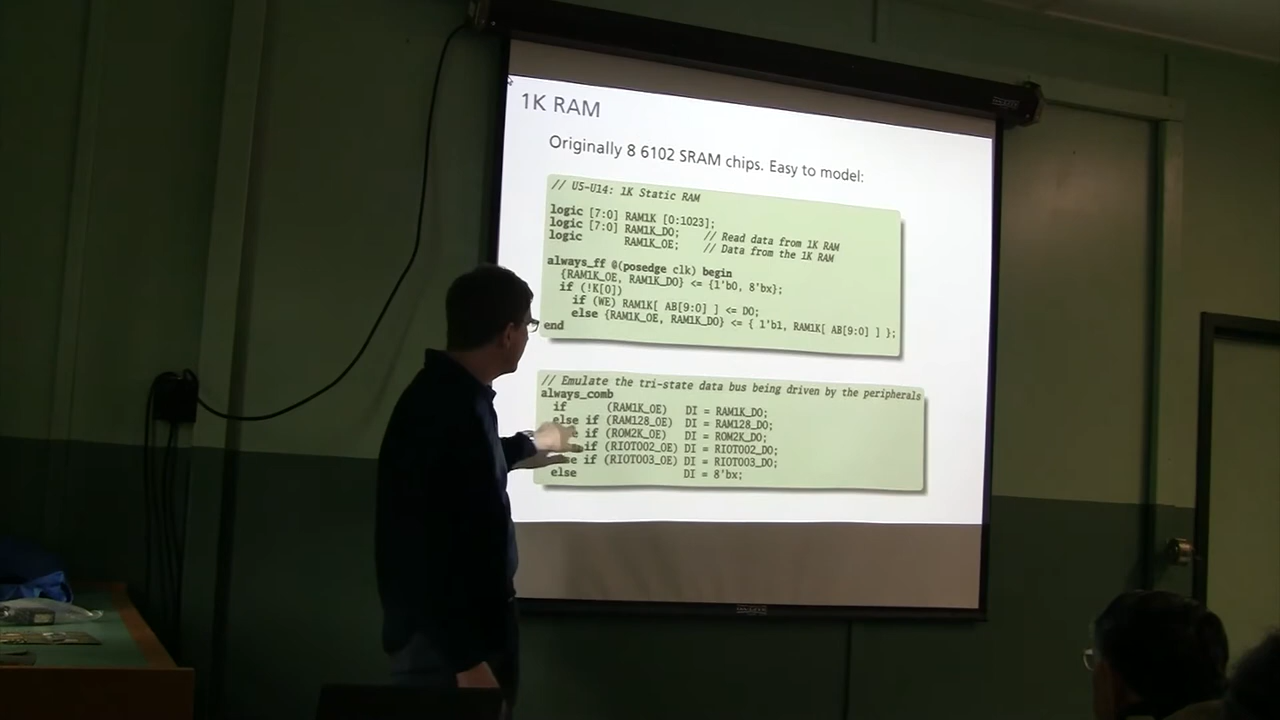 1K RAM
Originally 8 6102 SRAM chips. Easy to model:
// U5-U14: 1K Static RAM
logic [7:0] RAM1K [0:1023];
logic [7:0] RAM1K_DO; // Read data from 1K RAM
logic RAM1K_OE; // Data from the 1K RAM
always_ff @(posedge clk) begin
{RAM1K_OE, RAM1K_DO} <= {1'b0, 8'bx};
if (!K[0])
if (WE) RAM1K[ AB[9:0] ] <= DO;
else {RAM1K_OE, RAM1K_DO} <= { 1'b1, RAM1K[ AB[9:0] ] };
end
// Emulate the tri-state data bus being driven by the peripherals
always_comb
if (RAM1K_OE) DI = RAM1K_DO;
else if (RAM128_OE) DI = RAM128_DO;
if (ROM2K_OE) DI = ROM2K_DO;
if (RIOT002_OE) DI = RIOT002_DO;
if (RIOT003_OE) DI = RIOT003_DO;
else DI = 8'bx;